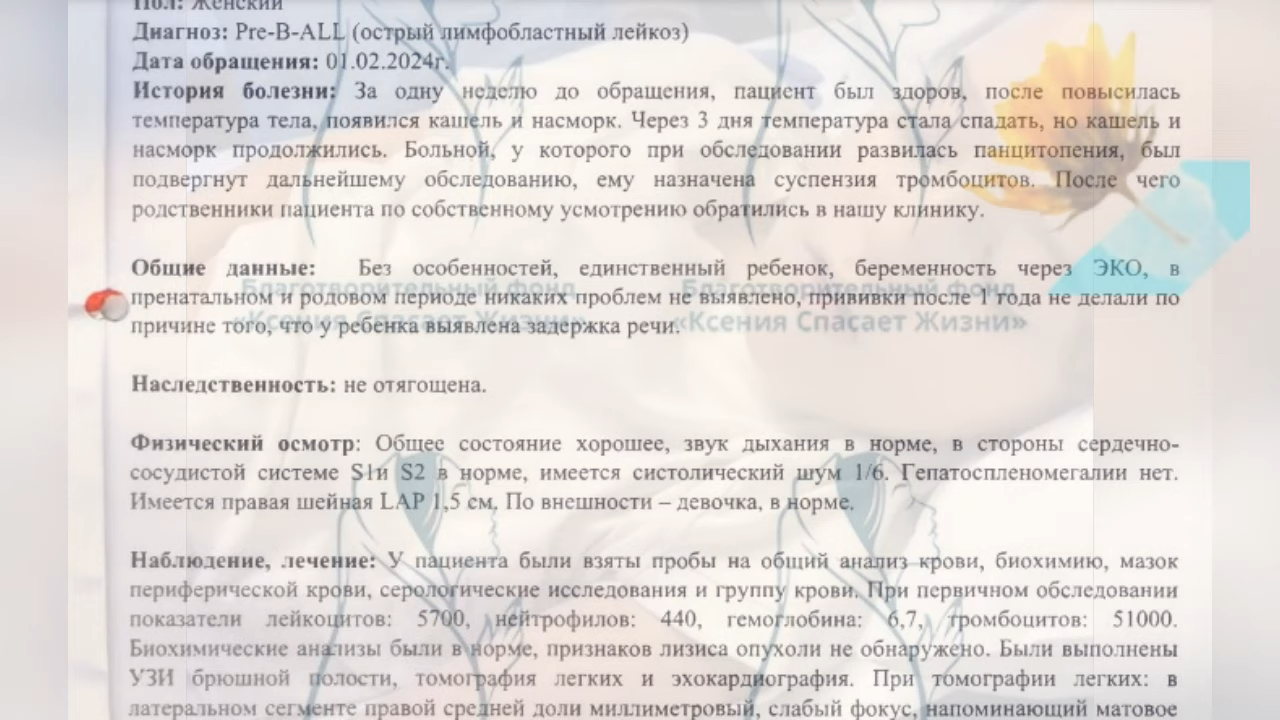 Пол: Женский
Диагноз: Pre-B-ALL (острый лимфобластный лейкоз)
Дата обращения: 01.02.2024г.
История болезни: За одну неделю до обращения, пациент был здоров, после повысилась
температура тела, появился кашель и насморк. Через 3 дня температура стала спадать, но кашель и
насморк продолжились. Больной, у которого при обследовании развилась панцитопения, был
подвергнут дальнейшему обследованию, ему назначена суспензия тромбоцитов. После чего
родственники пациента по собственному усмотрению обратились в нашу клинику.
Общие данные: Без особенностей, единственный ребенок, беременность через ЭКО, в
пренатальном и родовом периоде никаких проблем не выявлено, прививки после 1 года не делали по
причине того, что у ребенка выявлена задержка речи.
Благотворительный фонд
«Ксения Спасает Жизни»
Благотворительный фонд
«Ксения Спасает Жизни»
Наследственность: не отягощена.
Физический осмотр: Общее состояние хорошее, звук дыхания в норме, в стороны сердечно-
сосудистой системе S1и S2 в норме, имеется систолический шум 1/6. Гепатоспленомегалии нет.
Имеется правая шейная LAP 1,5 см. По внешности – девочка, в норме.
Наблюдение, лечение: У пациента были взяты пробы на общий анализ крови, биохимию, мазок
периферической крови, серологические исследования и группу крови. При первичном обследовании
показатели лейкоцитов: 5700, нейтрофилов: 440, гемоглобина: 6,7, тромбоцитов: 51000.
Биохимические анализы были в норме, признаков лизиса опухоли не обнаружено. Были выполнены
УЗИ брюшной полости, томография легких и эхокардиография. При томографии легких: в
латеральном сегменте правой средней доли миллиметровый, слабый фокус, напоминающий матовое